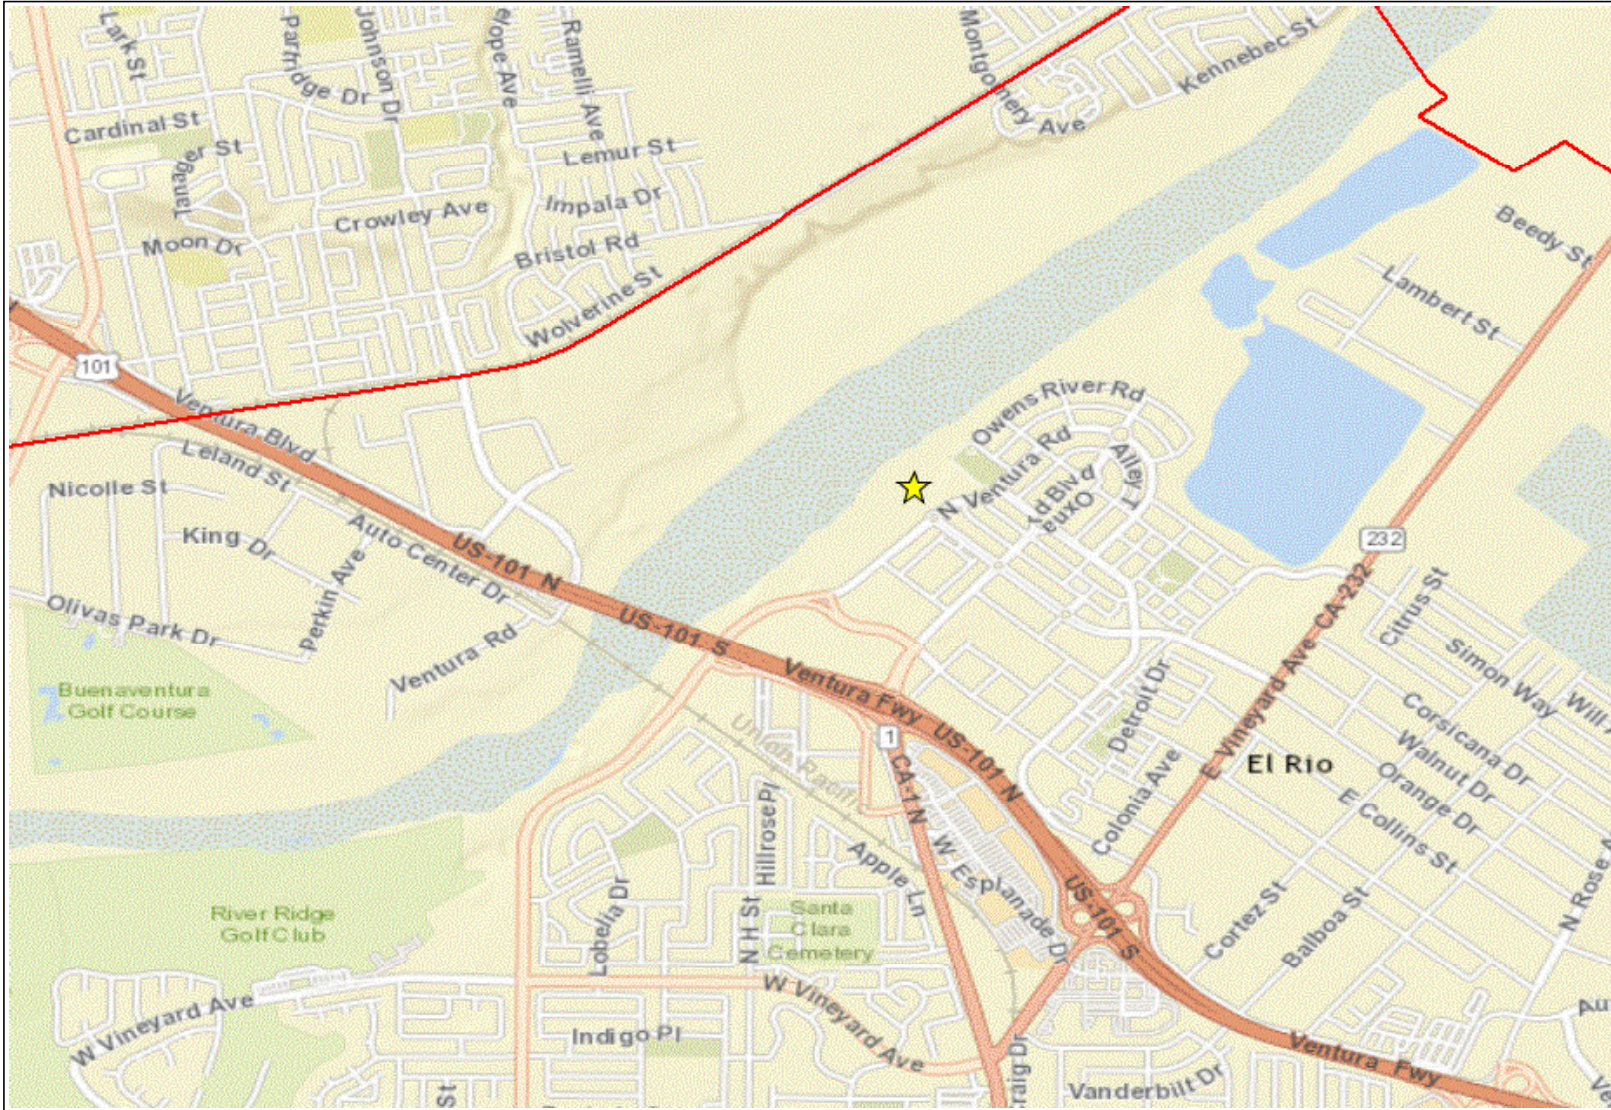 Lark St
Partridge Dr
Johnson Dr
Ramelli Ave
Montgomery Ave
Kennebec St
Cardinal St
Tanager St
Lemur St
Impala Dr
Crowley Ave
Moon Dr
Bristol Rd
Wolverine St
Beedy St
Lambert St
101
Ventura Blvd
Leland St
Nicolle St
King Dr
Auto Center Dr
Perkin Ave
Olivas Park Dr
Ventura Rd
US-101 N
US-101 S
Owens River Rd
N Ventura Rd
Oxnard Blvd
Alley T
232
E Vineyard Ave
CA-232
Citrus St
Simon Way
Buenaventura
Golf Course
Ventura Fwy
US-101 N
1
CA-1 N
Union Pacific
Detroit Dr
Colonia Ave
El Rio
Corsicana Dr
Walnut Dr
Orange Dr
E Collins St
Hillrose Pl
Apple Ln
W Esplanade Dr
US-101 S
Cortez St
Balboa St
River Ridge
Golf Club
Lobelia Dr
N H St
Santa
Clara
Cemetery
W Vineyard Ave
W Vineyard Ave
Indigo Pl
Vanderbilt Dr
Ventura Fwy